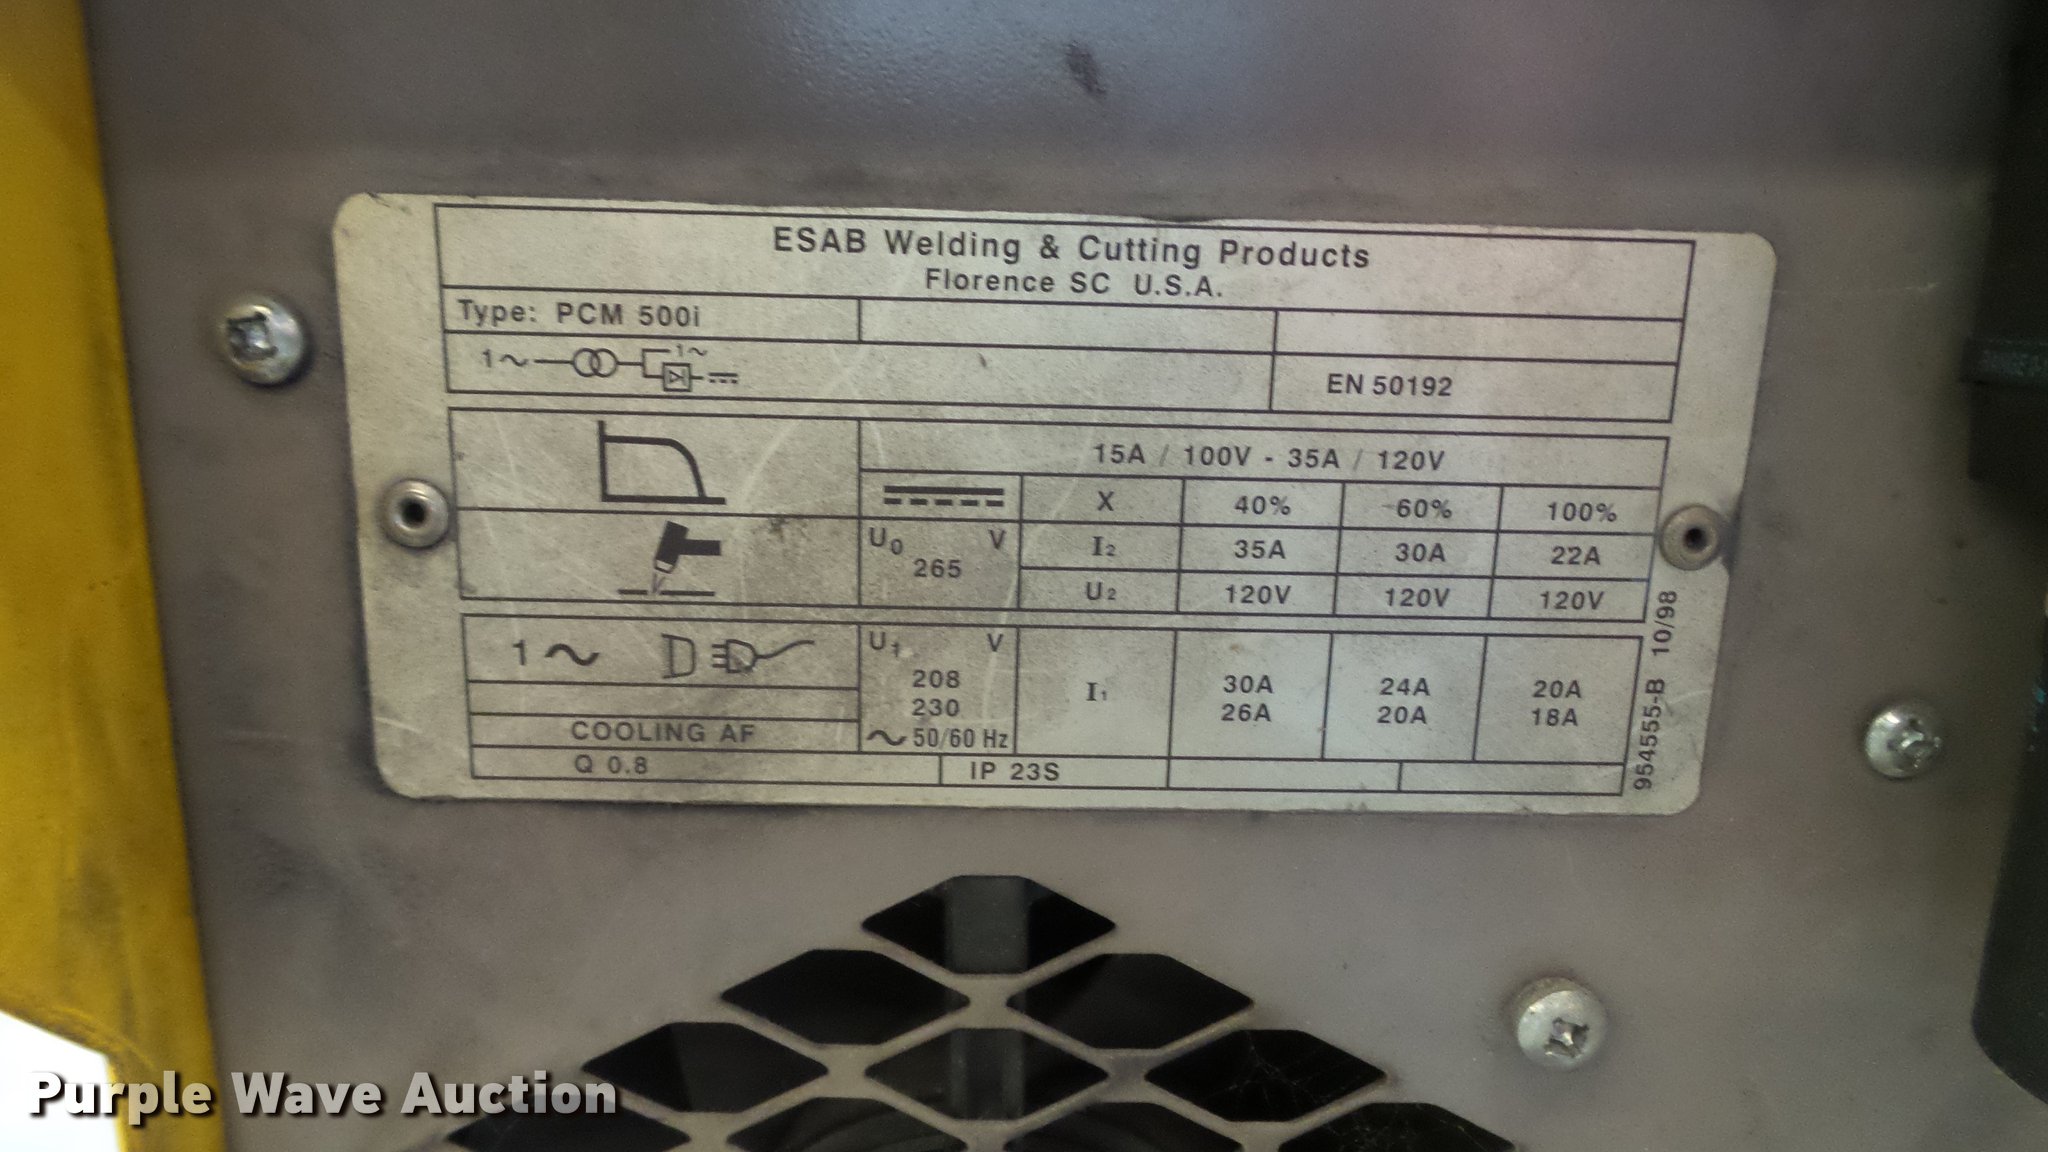 ESAB Welding & Cutting Products
Florence SC U.S.A.
Type: PCM 500i
1~ 1~
EN 50192
15A / 100V - 35A / 120V
X 40% 60% 100%
U0 V
265
I2 35A 30A 22A
U2 120V 120V 120V
1~
U1 V
208
230
~ 50/60 Hz
I1
30A 24A 20A
26A 20A 18A
COOLING AF
Q 0.8
IP 23S
954555-B 10/98
Purple Wave Auction